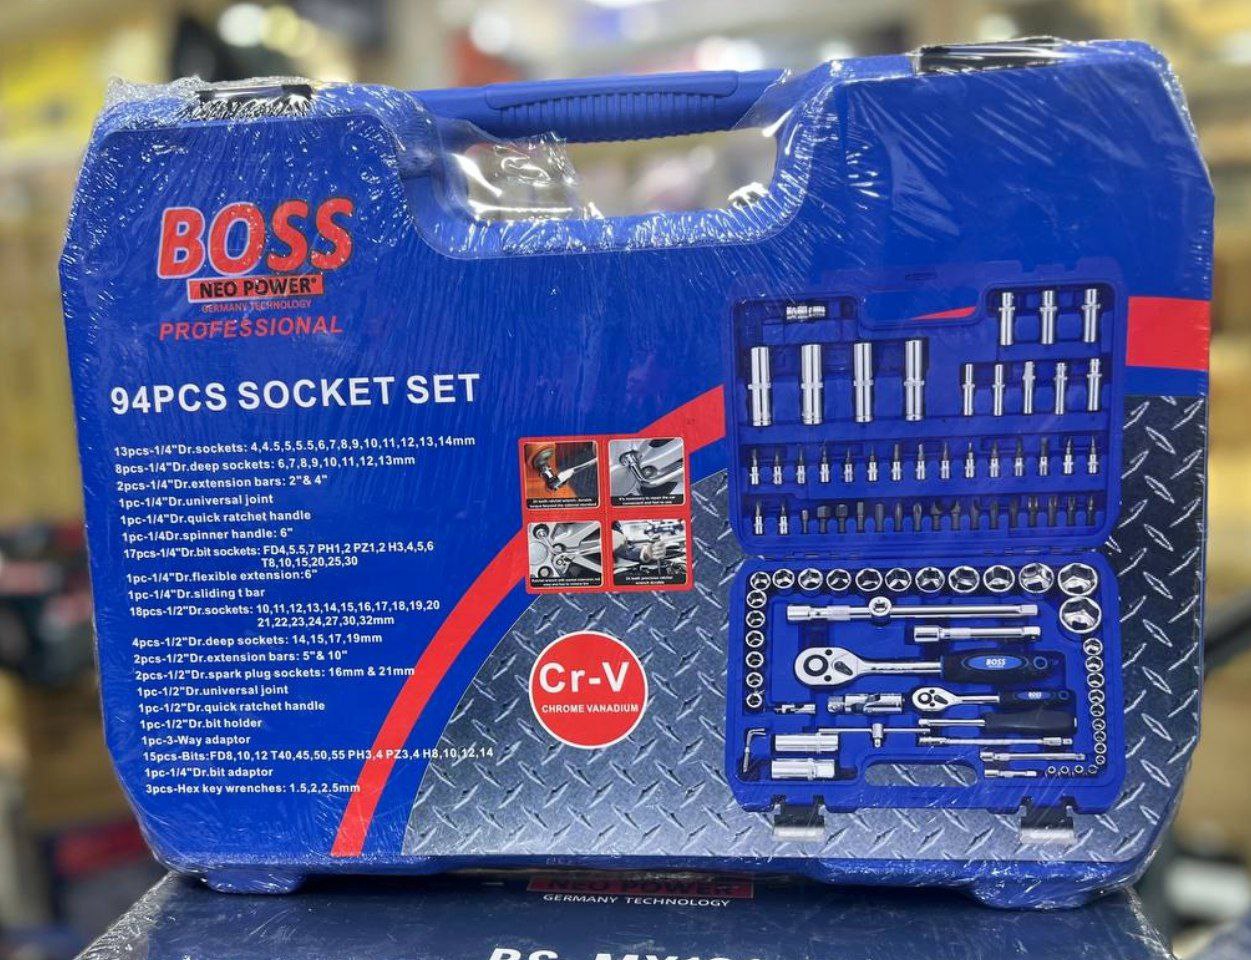 BOSS
NEO POWER®
GERMANY TECHNOLOGY
PROFESSIONAL
94PCS SOCKET SET
13pcs-1/4"Dr.sockets: 4,4.5,5,5.5,6,7,8,9,10,11,12,13,14mm
8pcs-1/4"Dr.deep sockets: 6,7,8,9,10,11,12,13mm
2pcs-1/4"Dr.extension bars: 2"& 4"
1pc-1/4"Dr.universal joint
1pc-1/4"Dr.quick ratchet handle
1pc-1/4Dr.spinner handle: 6"
17pcs-1/4"Dr.bit sockets: FD4,5.5,7 PH1,2 PZ1,2 H3,4,5,6
T8,10,15,20,25,30
1pc-1/4"Dr.flexible extension:6"
1pc-1/4"Dr.sliding t bar
18pcs-1/2"Dr.sockets: 10,11,12,13,14,15,16,17,18,19,20
21,22,23,24,27,30,32mm
4pcs-1/2"Dr.deep sockets: 14,15,17,19mm
2pcs-1/2"Dr.extension bars: 5"& 10"
2pcs-1/2"Dr.spark plug sockets: 16mm & 21mm
1pc-1/2"Dr.universal joint
1pc-1/2"Dr.quick ratchet handle
1pc-1/2"Dr.bit holder
1pc-3-Way adaptor
15pcs-Bits:FD8,10,12 T40,45,50,55 PH3,4 PZ3,4 H8,10,12,14
1pc-1/4"Dr.bit adaptor
3pcs-Hex key wrenches: 1.5,2,2.5mm
Cr-V
CHROME VANADIUM
BOSS
BOSS
BOSS
NEO POWER®
GERMANY TECHNOLOGY